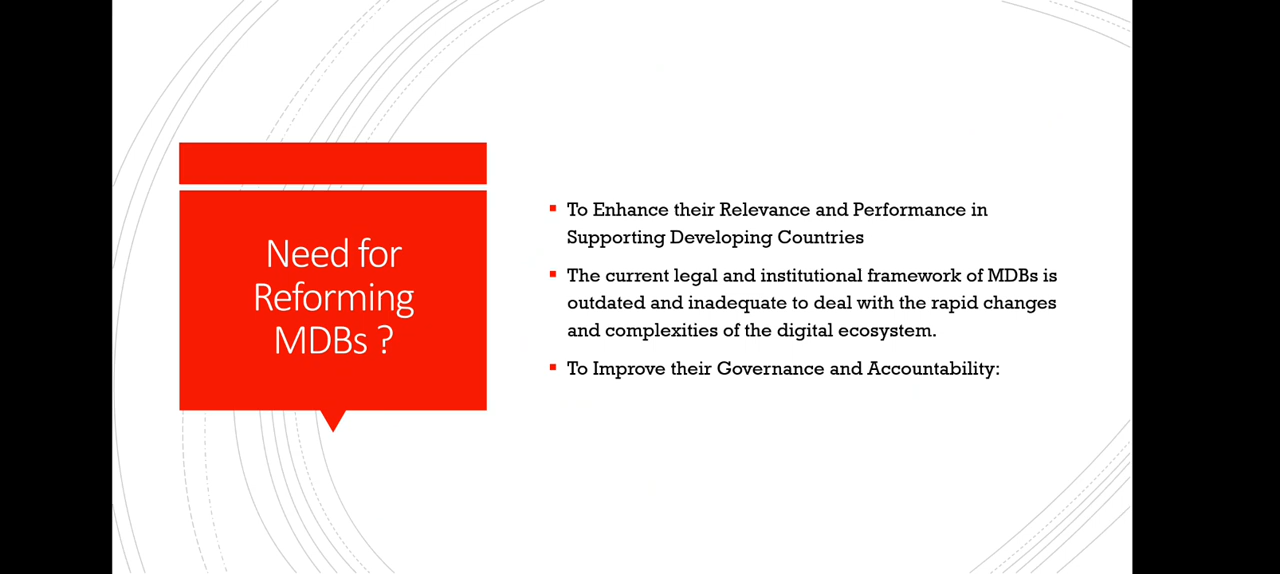 Need for
Reforming
MDBs ?
▪ To Enhance their Relevance and Performance in
Supporting Developing Countries
▪ The current legal and institutional framework of MDBs is
outdated and inadequate to deal with the rapid changes
and complexities of the digital ecosystem.
▪ To Improve their Governance and Accountability: